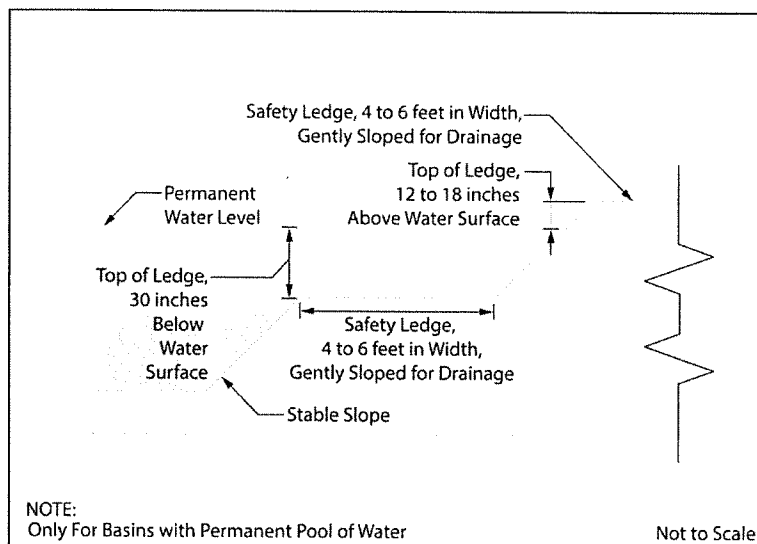 Safety Ledge, 4 to 6 feet in Width,
Gently Sloped for Drainage
Top of Ledge,
12 to 18 inches
Above Water Surface
Permanent
Water Level
Top of Ledge,
30 inches
Below
Water
Surface
Safety Ledge,
4 to 6 feet in Width,
Gently Sloped for Drainage
Stable Slope
NOTE:
Only For Basins with Permanent Pool of Water
Not to Scale